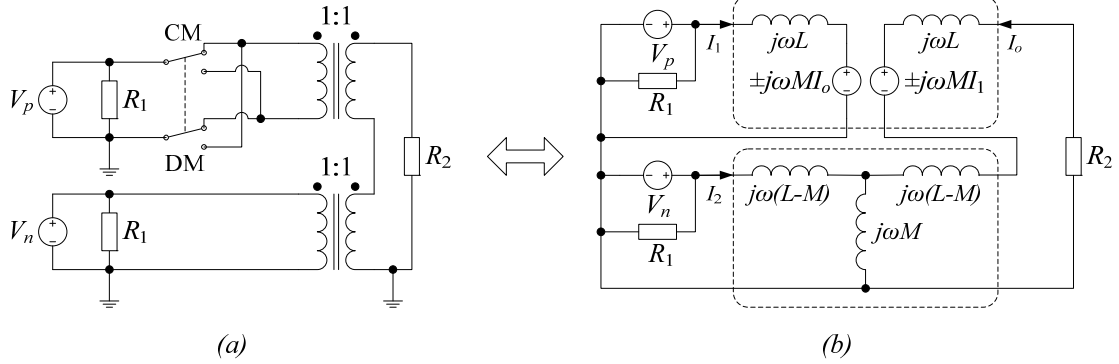 1:1
CM
V_p
R_1
DM
1:1
R_2
V_n
R_1
(a)
V_p
R_1
I_1
jωL
jωL
I_o
±jωMI_o
±jωMI_1
V_n
R_1
I_2
jω(L-M)
jω(L-M)
jωM
R_2
(b)